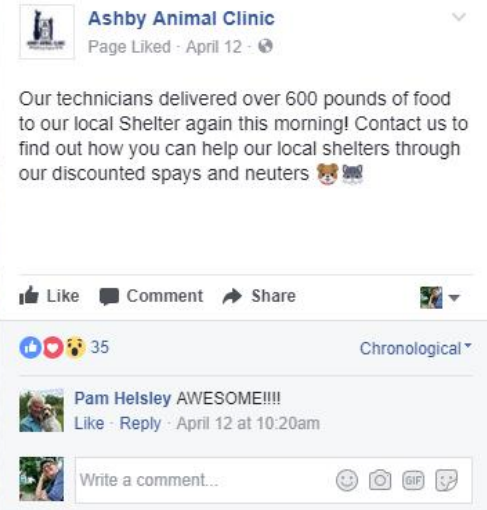 Ashby Animal Clinic
Page Liked · April 12 ·
Our technicians delivered over 600 pounds of food
to our local Shelter again this morning! Contact us to
find out how you can help our local shelters through
our discounted spays and neuters 🐶🐺
Like Comment Share
35 Chronological
Pam Helsley AWESOME!!!!
Like · Reply · April 12 at 10:20am
Write a comment...
GIF